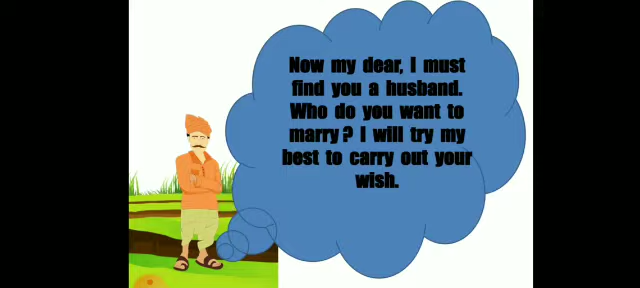 Now my dear, I must
find you a husband.
Who do you want to
marry? I will try my
best to carry out your
wish.